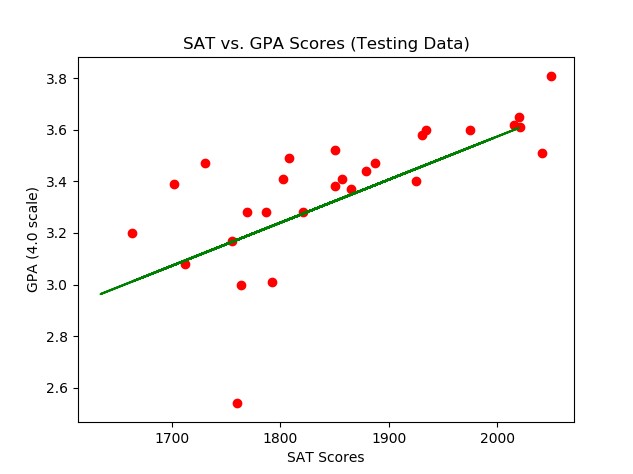 SAT vs. GPA Scores (Testing Data)
3.8
3.6
3.4
3.2
3.0
2.8
2.6
GPA (4.0 scale)
1700 1800 1900 2000
SAT Scores